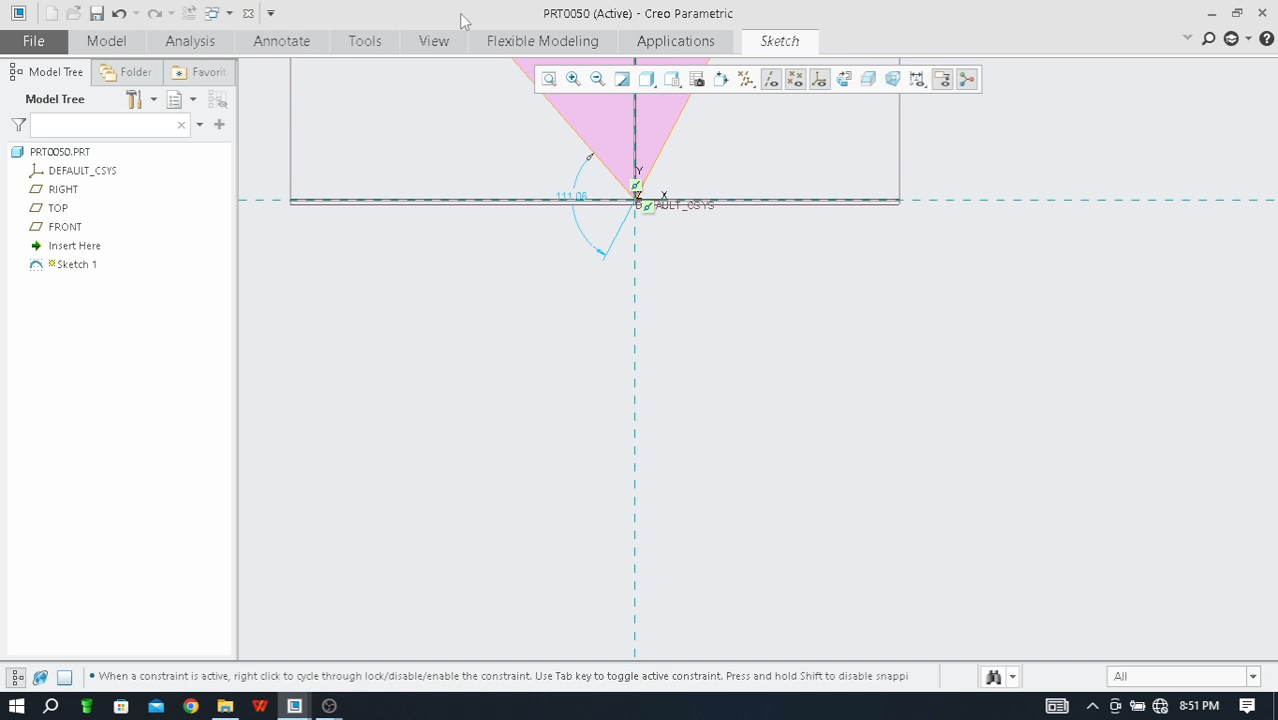 PRT0050 (Active) - Creo Parametric
File Model Analysis Annotate Tools View Flexible Modeling Applications Sketch
Model Tree Folder Favorit
Model Tree
PRT0050.PRT
DEFAULT_CSYS
RIGHT
TOP
FRONT
Insert Here
Sketch 1
111.06
Y
X
Z
AULT_CSYS
• When a constraint is active, right click to cycle through lock/disable/enable the constraint. Use Tab key to toggle active constraint. Press and hold Shift to disable snappi
All
8:51 PM